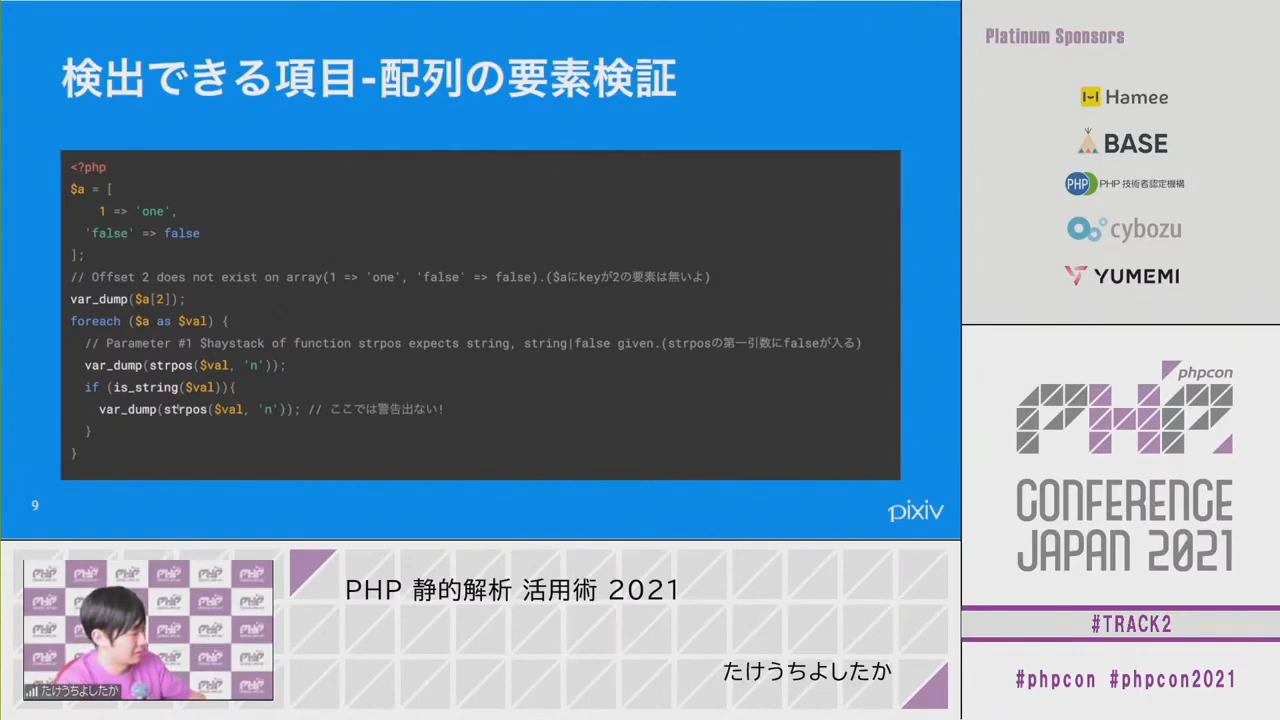 検出できる項目-配列の要素検証
<?php
$a = [
1 => 'one',
'false' => false
];
// Offset 2 does not exist on array(1 => 'one', 'false' => false).($aにkeyが2の要素は無いよ)
var_dump($a[2]);
foreach ($a as $val) {
// Parameter #1 $haystack of function strpos expects string, string|false given.(strposの第一引数にfalseが入る)
var_dump(strpos($val, 'n'));
if (is_string($val)){
var_dump(strpos($val, 'n')); // ここでは警告出ない!
}
}
9
pixiv
Platinum Sponsors
Hamee
BASE
PHP PHP 技術者認定機構
cybozu
YUMEMI
phpcon
PHP
CONFERENCE
JAPAN 2021
#TRACK2
#phpcon #phpcon2021
PHP 静的解析 活用術 2021
たけうちよしたか
たけうちよしたか